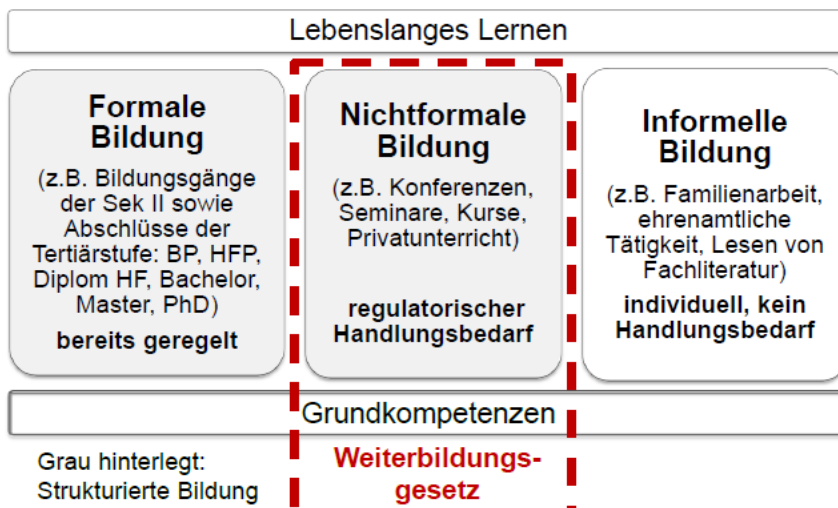 Lebenslanges Lernen
Formale
Bildung
(z.B. Bildungsgänge
der Sek II sowie
Abschlüsse der
Tertiärstufe: BP, HFP,
Diplom HF, Bachelor,
Master, PhD)
bereits geregelt
Nichtformale
Bildung
(z.B. Konferenzen,
Seminare, Kurse,
Privatunterricht)
regulatorischer
Handlungsbedarf
Informelle
Bildung
(z.B. Familienarbeit,
ehrenamtliche
Tätigkeit, Lesen von
Fachliteratur)
individuell, kein
Handlungsbedarf
Grundkompetenzen
Grau hinterlegt:
Strukturierte Bildung
Weiterbildungs-
gesetz